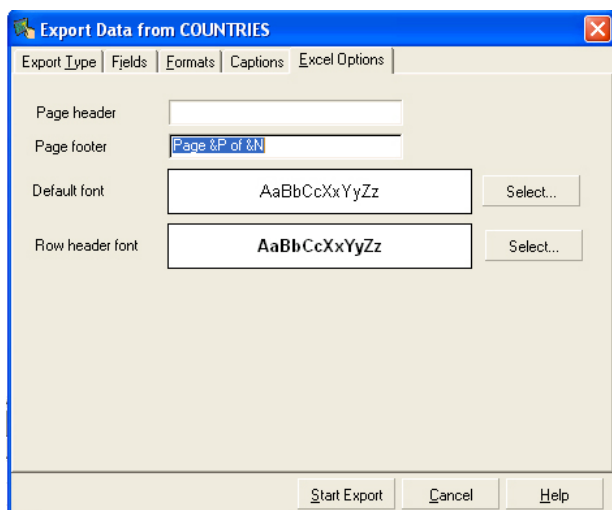 Export Data from COUNTRIES
Export Type Fields Formats Captions Excel Options
Page header
Page footer Page &P of &N
Default font AaBbCcXxYyZz Select...
Row header font AaBbCcXxYyZz Select...
Start Export Cancel Help